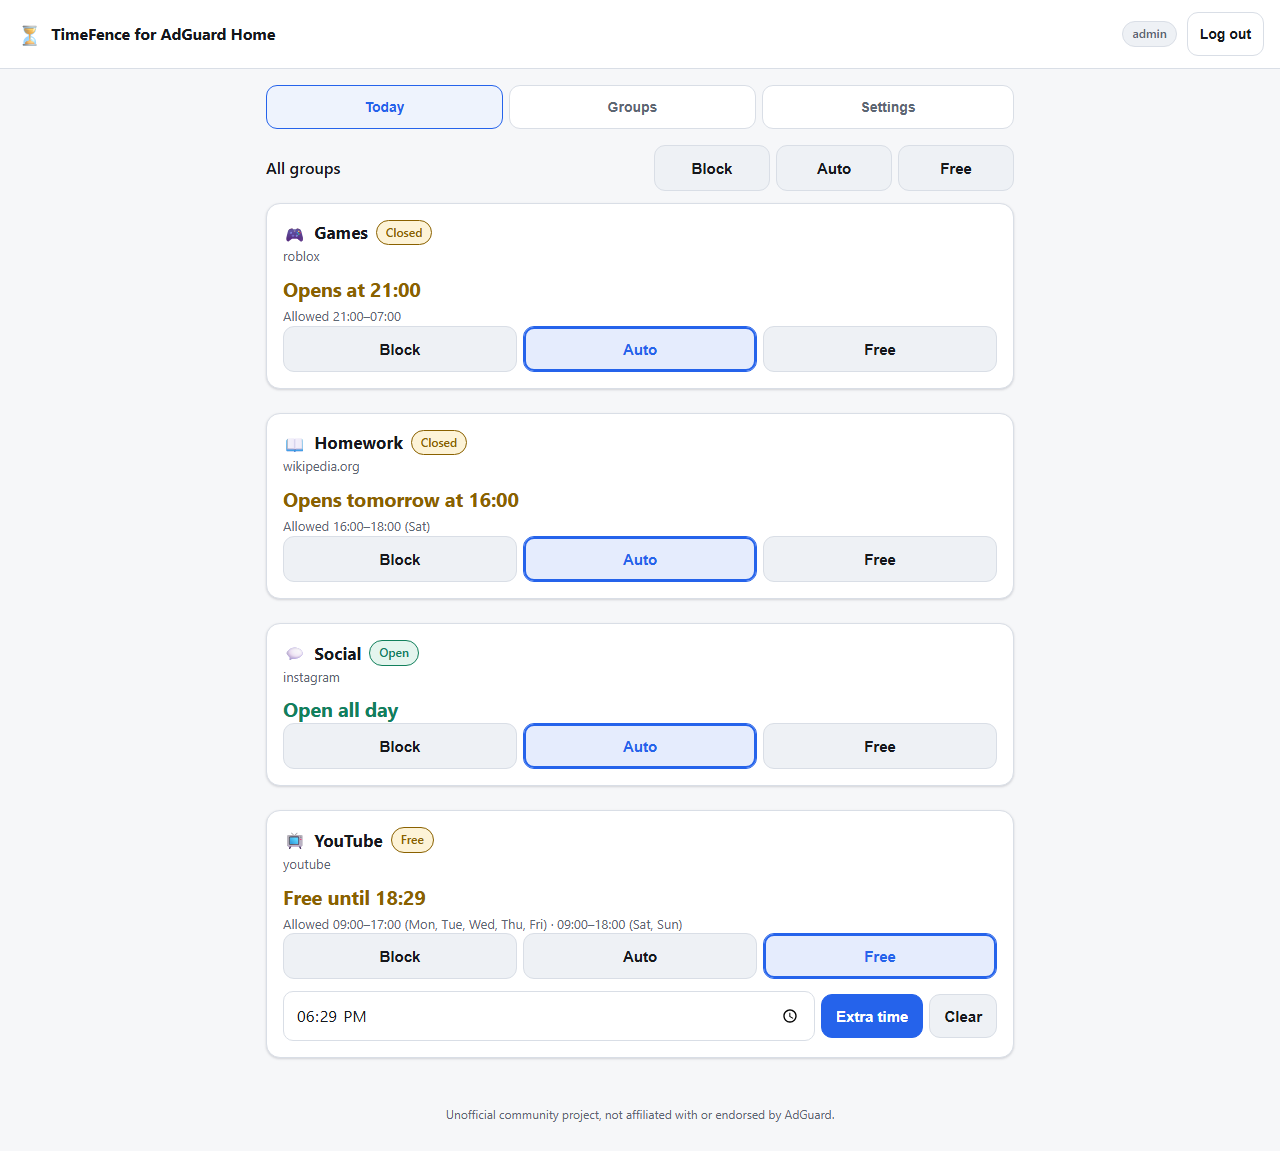 TimeFence for AdGuard Home
admin
Log out
Today
Groups
Settings
All groups
Block
Auto
Free
Games
Closed
roblox
Opens at 21:00
Allowed 21:00–07:00
Block
Auto
Free
Homework
Closed
wikipedia.org
Opens tomorrow at 16:00
Allowed 16:00–18:00 (Sat)
Block
Auto
Free
Social
Open
instagram
Open all day
Block
Auto
Free
YouTube
Free
youtube
Free until 18:29
Allowed 09:00–17:00 (Mon, Tue, Wed, Thu, Fri) · 09:00–18:00 (Sat, Sun)
Block
Auto
Free
06:29 PM
Extra time
Clear
Unofficial community project, not affiliated with or endorsed by AdGuard.